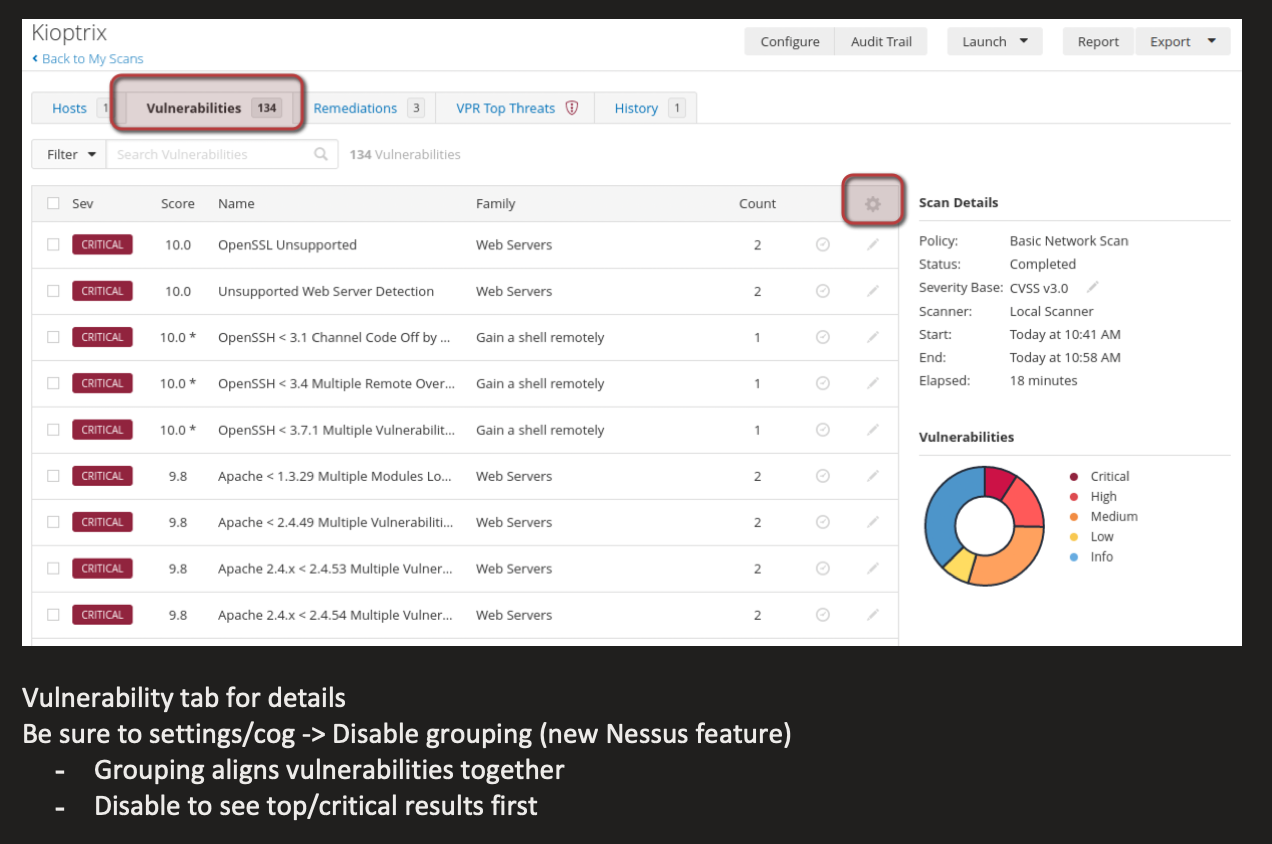 Kioptrix
Back to My Scans
Configure Audit Trail Launch Report Export
Hosts 1 Vulnerabilities 134 Remediations 3 VPR Top Threats History 1
Filter Search Vulnerabilities 134 Vulnerabilities
Sev Score Name Family Count
CRITICAL 10.0 OpenSSL Unsupported Web Servers 2
CRITICAL 10.0 Unsupported Web Server Detection Web Servers 2
CRITICAL 10.0 * OpenSSH < 3.1 Channel Code Off by ... Gain a shell remotely 1
CRITICAL 10.0 * OpenSSH < 3.4 Multiple Remote Over... Gain a shell remotely 1
CRITICAL 10.0 * OpenSSH < 3.7.1 Multiple Vulnerabilit... Gain a shell remotely 1
CRITICAL 9.8 Apache < 1.3.29 Multiple Modules Lo... Web Servers 2
CRITICAL 9.8 Apache < 2.4.49 Multiple Vulnerabiliti... Web Servers 2
CRITICAL 9.8 Apache 2.4.x < 2.4.53 Multiple Vulner... Web Servers 2
CRITICAL 9.8 Apache 2.4.x < 2.4.54 Multiple Vulner... Web Servers 2
Scan Details
Policy: Basic Network Scan
Status: Completed
Severity Base: CVSS v3.0
Scanner: Local Scanner
Start: Today at 10:41 AM
End: Today at 10:58 AM
Elapsed: 18 minutes
Vulnerabilities
Critical
High
Medium
Low
Info
Vulnerability tab for details
Be sure to settings/cog -> Disable grouping (new Nessus feature)
- Grouping aligns vulnerabilities together
- Disable to see top/critical results first